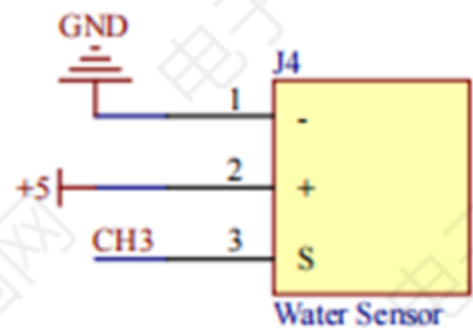 GND
J4
1 -
+5 2 +
CH3 3 S
Water Sensor